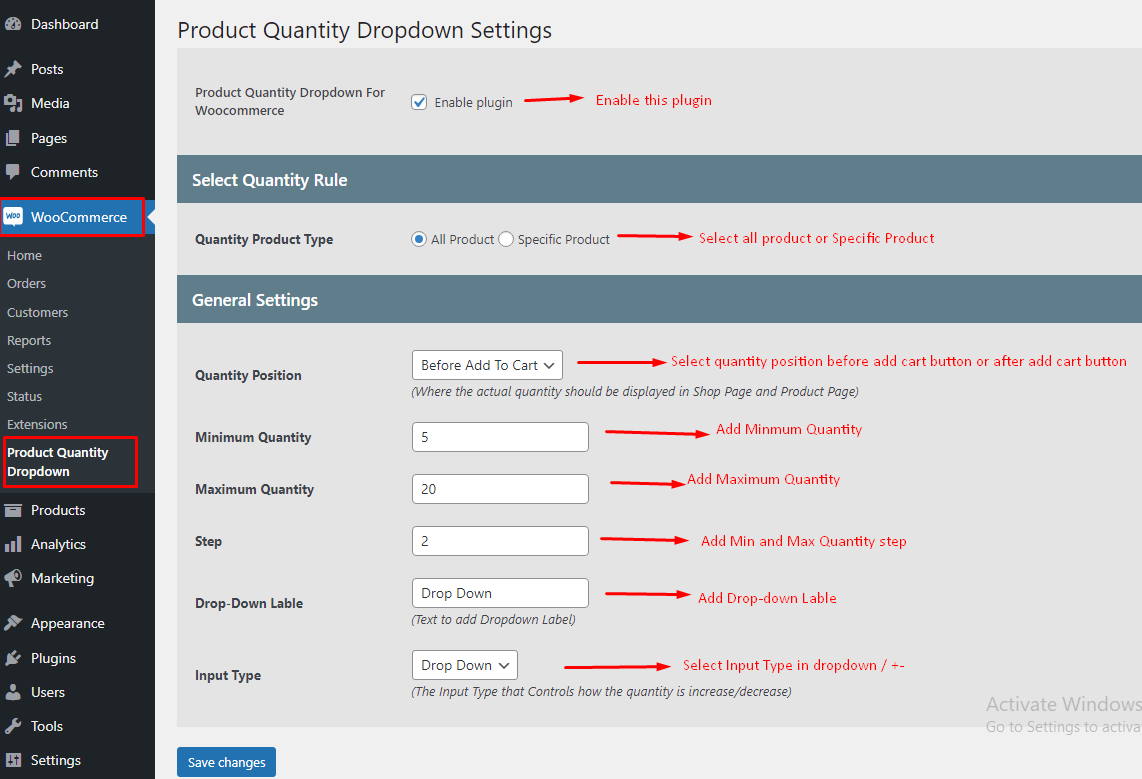 Dashboard
Posts
Media
Pages
Comments
woo WooCommerce
Home
Orders
Customers
Reports
Settings
Status
Extensions
Product Quantity
Dropdown
Products
Analytics
Marketing
Appearance
Plugins
Users
Tools
Settings
Product Quantity Dropdown Settings
Product Quantity Dropdown For
Woocommerce
Enable plugin
Enable this plugin
Select Quantity Rule
Quantity Product Type
All Product Specific Product
Select all product or Specific Product
General Settings
Quantity Position
Before Add To Cart
Select quantity position before add cart button or after add cart button
(Where the actual quantity should be displayed in Shop Page and Product Page)
Minimum Quantity
5
Add Minmum Quantity
Maximum Quantity
20
Add Maximum Quantity
Step
2
Add Min and Max Quantity step
Drop-Down Lable
Drop Down
Add Drop-down Lable
(Text to add Dropdown Label)
Input Type
Drop Down
Select Input Type in dropdown / +-
(The Input Type that Controls how the quantity is increase/decrease)
Save changes
Activate Windows
Go to Settings to activa